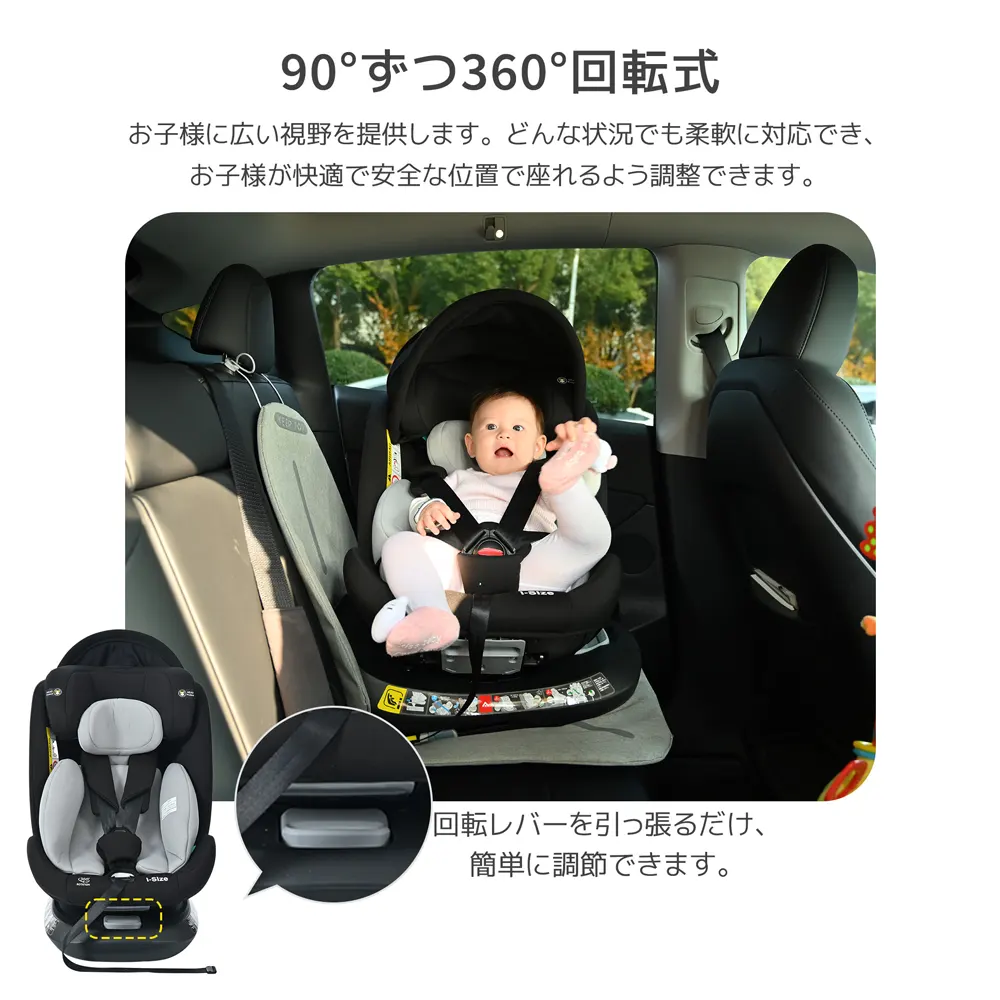 90°ずつ360°回転式
お子様に広い視野を提供します。どんな状況でも柔軟に対応でき、
お子様が快適で安全な位置で座れるよう調整できます。
i-Size
回転レバーを引っ張るだけ、
簡単に調節できます。
i-Size